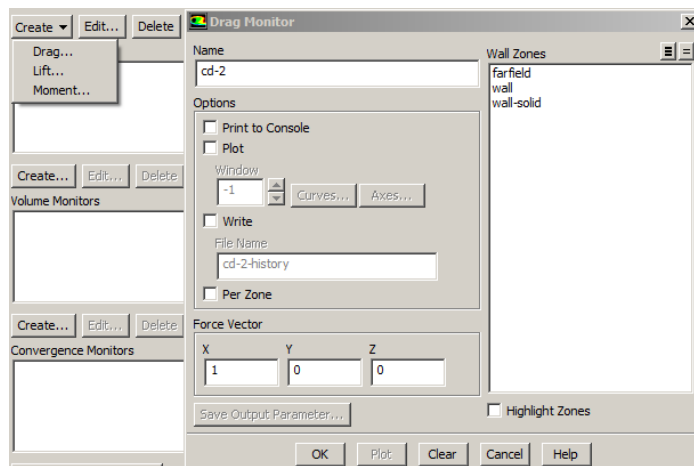 Create Edit... Delete
Drag...
Lift...
Moment...
Create... Edit... Delete
Volume Monitors
Create... Edit... Delete
Convergence Monitors
Drag Monitor
Name
cd-2
Options
Print to Console
Plot
Window
-1 Curves... Axes...
Write
File Name
cd-2-history
Per Zone
Force Vector
X Y Z
1 0 0
Save Output Parameter...
Wall Zones
farfield
wall
wall-solid
Highlight Zones
OK Plot Clear Cancel Help